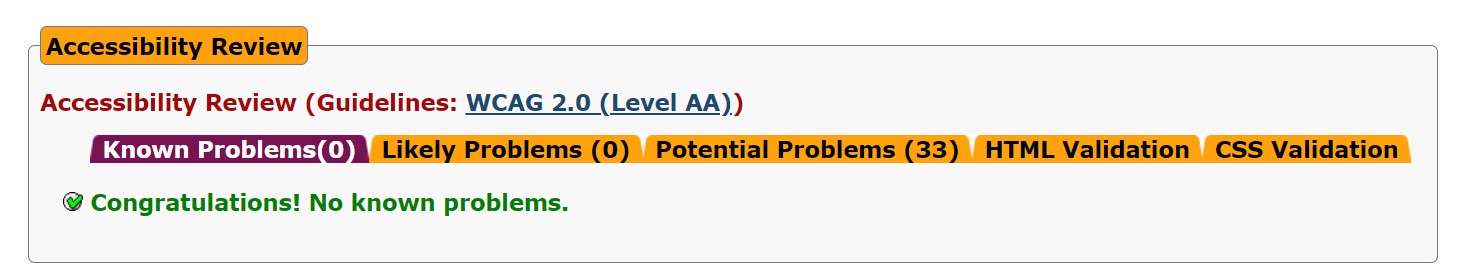 Accessibility Review
Accessibility Review (Guidelines: WCAG 2.0 (Level AA))
Known Problems(0) Likely Problems (0) Potential Problems (33) HTML Validation CSS Validation
Congratulations! No known problems.